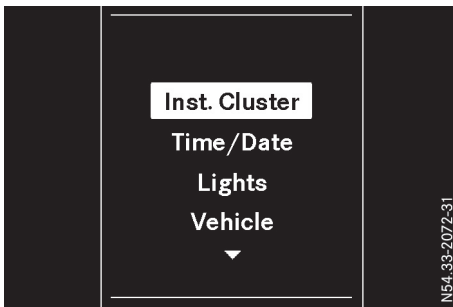 Inst. Cluster
Time/Date
Lights
Vehicle
N54.33-2072-31